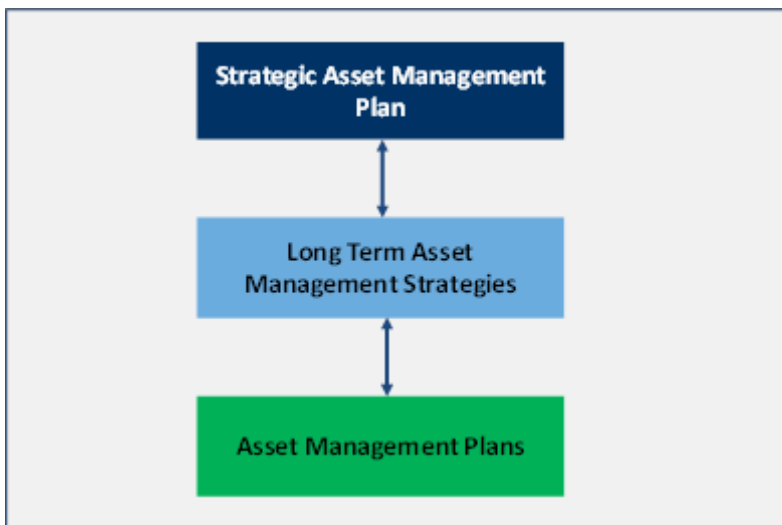 Strategic Asset Management
Plan
Long Term Asset
Management Strategies
Asset Management Plans